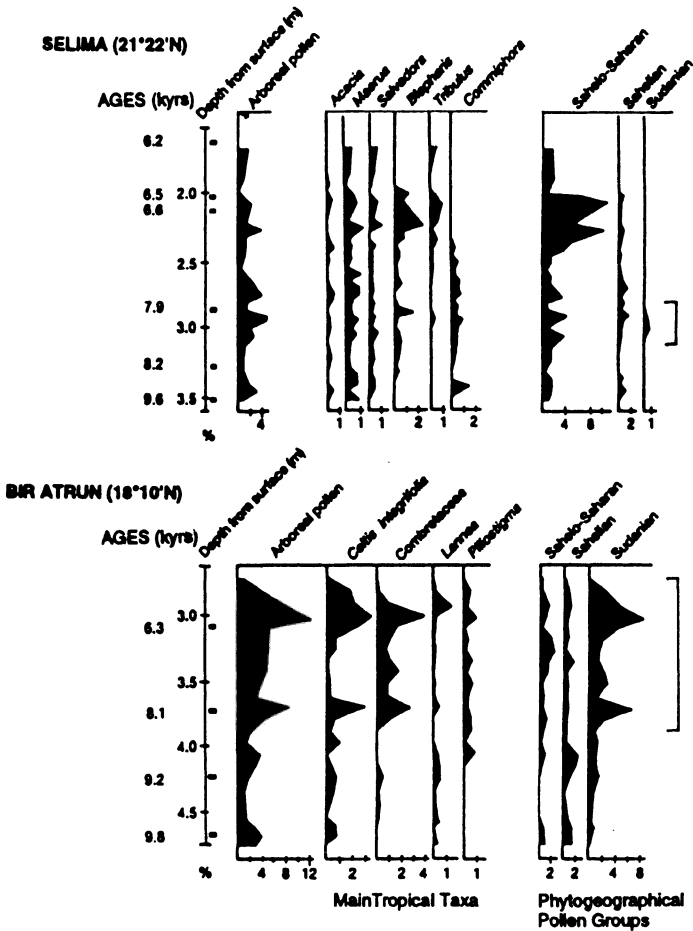 SELIMA (21°22'N)
AGES (kyrs)
Depth from surface (m)
Arboreal pollen
Acacia
Maerua
Salvadora
Blepharis
Tribulus
Commiphora
Sahelo-Saharan
Sahelian
Sudanian
6.2
6.5 2.0
6.6
2.5
7.9
3.0
8.2
9.6 3.5
% 4 1 1 1 2 1 2 4 8 2 1
BIR ATRUN (18°10'N)
AGES (kyrs)
Depth from surface (m)
Arboreal pollen
Celtis integrifolia
Combretaceae
Lannea
Piliostigma
Sahelo-Saharan
Sahelian
Sudanian
3.0
6.3
3.5
8.1
4.0
9.2
4.5
9.8
% 4 8 12 2 2 4 1 1 2 2 4 8
MainTropical Taxa
Phytogeographical
Pollen Groups